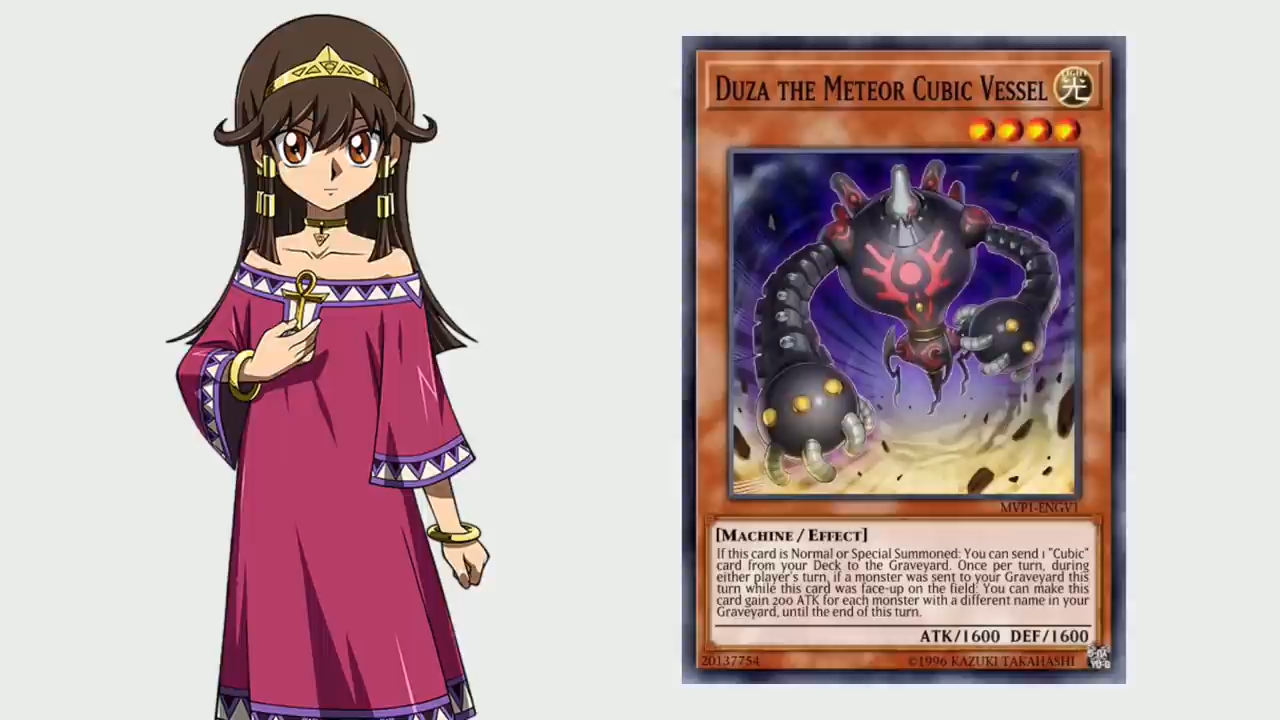 DUZA THE METEOR CUBIC VESSEL
LIGHT
光
MVP1-ENGV1
[MACHINE / EFFECT]
If this card is Normal or Special Summoned: You can send 1 "Cubic"
card from your Deck to the Graveyard. Once per turn, during
either player's turn, if a monster was sent to your Graveyard this
turn while this card was face-up on the field: You can make this
card gain 200 ATK for each monster with a different name in your
Graveyard, until the end of this turn.
ATK/1600 DEF/1600
20137754
©1996 KAZUKI TAKAHASHI